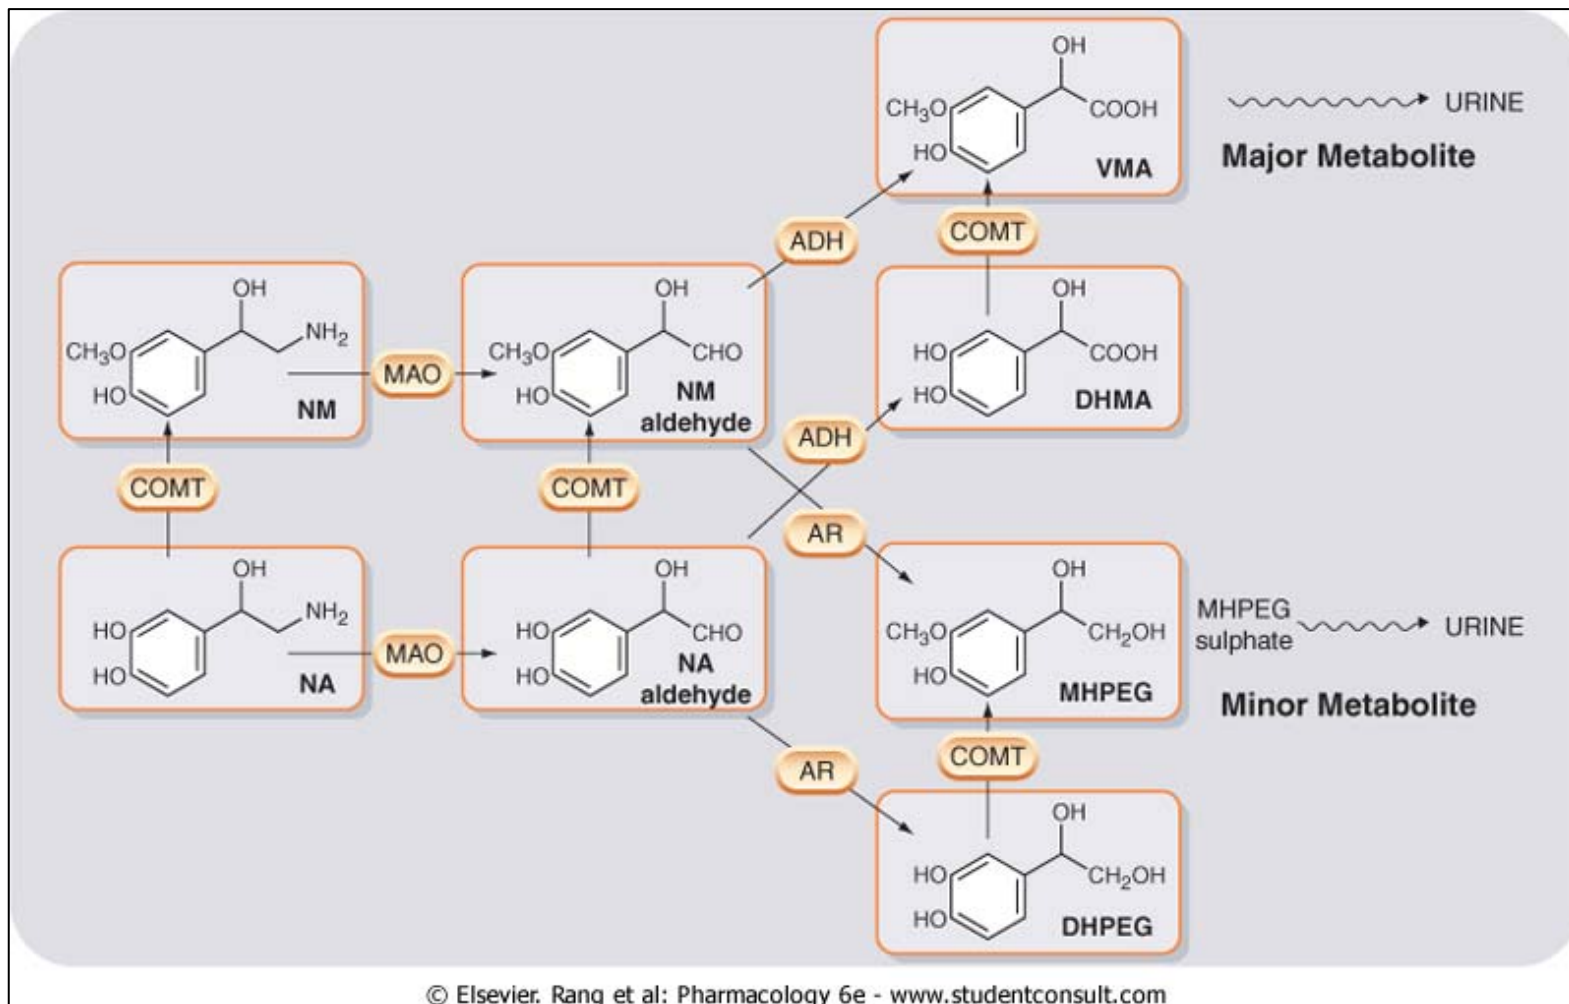 OH
CH₃O
COOH
HO
VMA
URINE
Major Metabolite
ADH
COMT
OH
NH₂
CH₃O
HO
NM
MAO
OH
CH₃O
CHO
HO
NM
aldehyde
OH
HO
COOH
HO
DHMA
ADH
COMT
COMT
AR
OH
NH₂
HO
HO
NA
MAO
OH
HO
CHO
HO
NA
aldehyde
OH
CH₃O
CH₂OH
HO
MHPEG
MHPEG
sulphate
URINE
Minor Metabolite
AR
COMT
OH
HO
CH₂OH
HO
DHPEG
© Elsevier. Rang et al: Pharmacology 6e - www.studentconsult.com